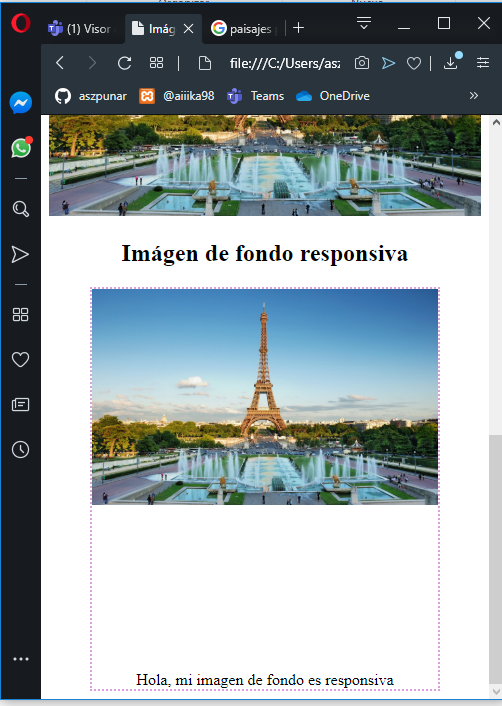 (1) Visor
Imág
paisajes
file:///C:/Users/asz
aszpunar
@aiiika98
Teams
OneDrive
»
Imágen de fondo responsiva
Hola, mi imagen de fondo es responsiva